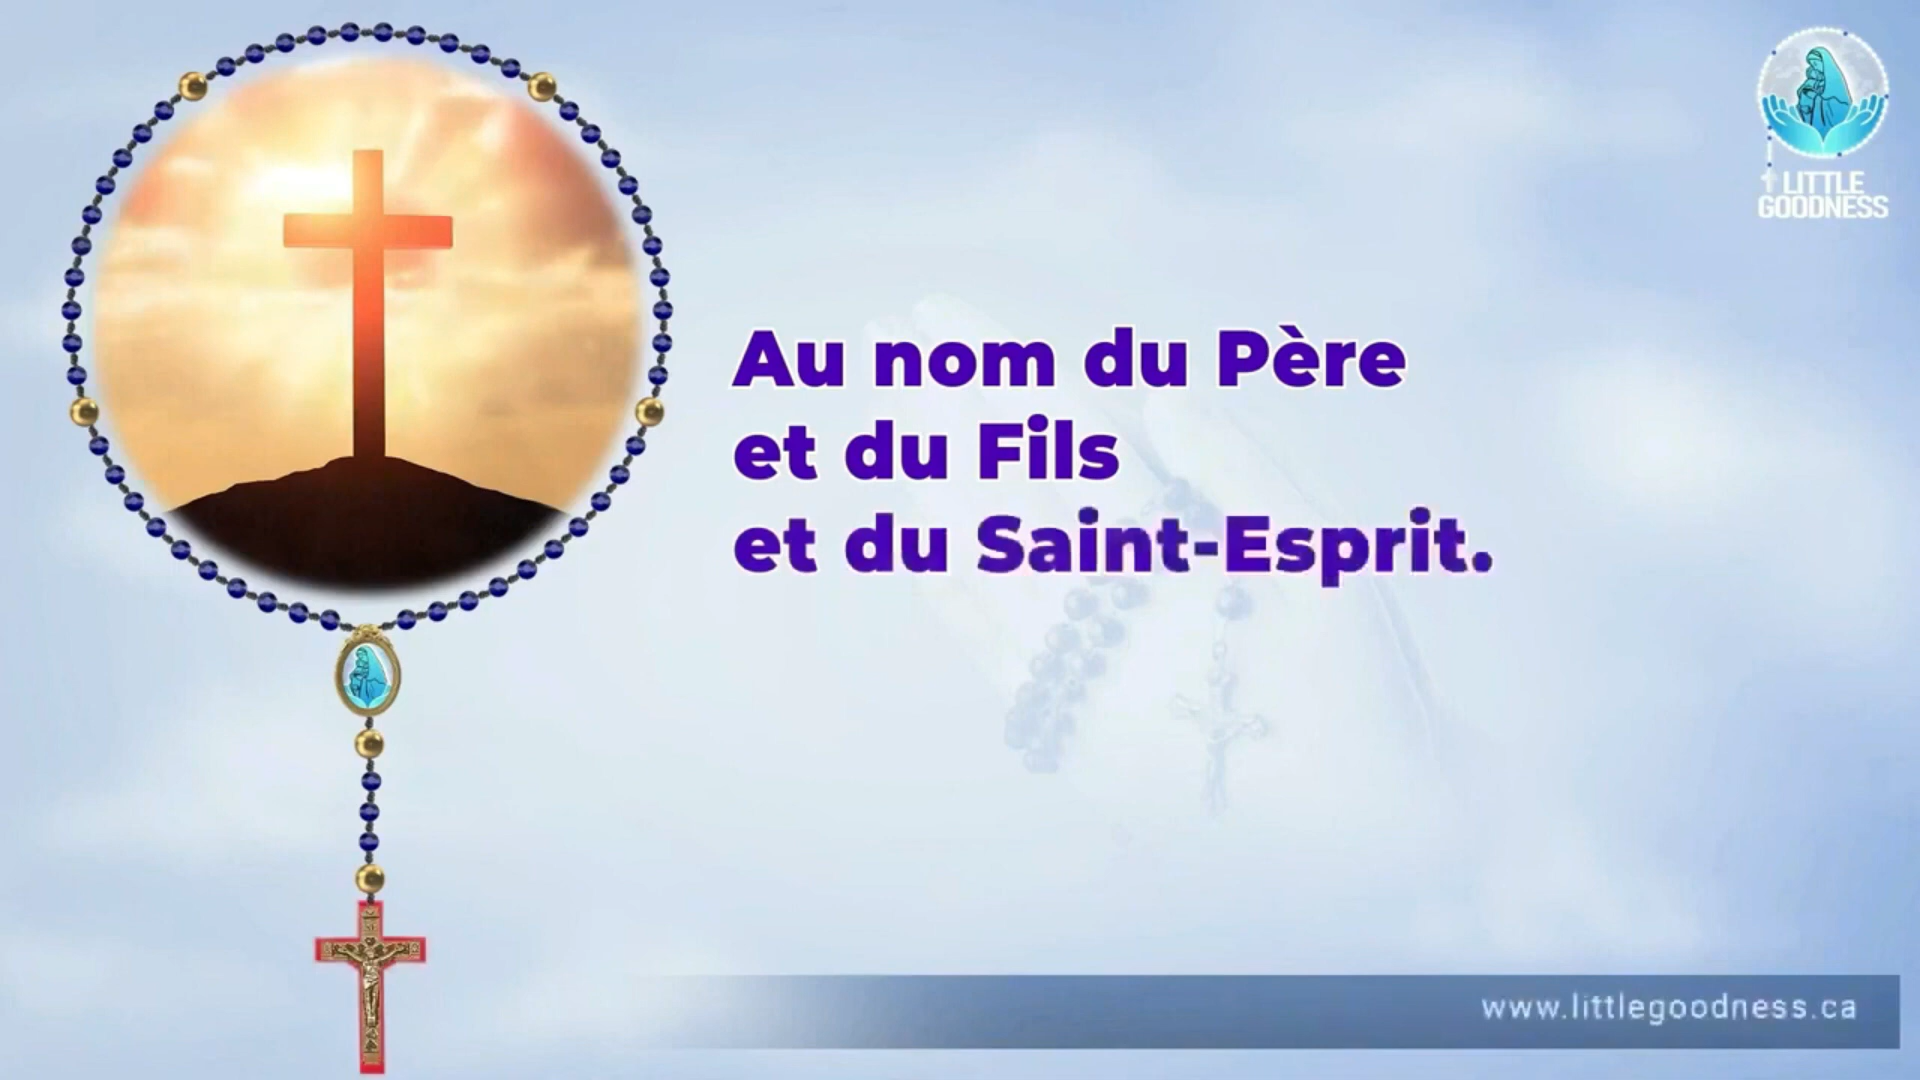 LITTLE
GOODNESS
Au nom du Père
et du Fils
et du Saint-Esprit.
www.littlegoodness.ca